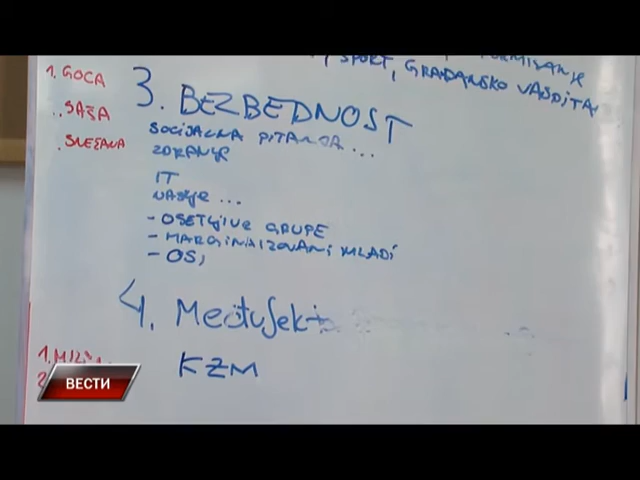 , SPORT, GRAĐANSKO VASPITA
1. GOCA
SAŠA
SNEŽANA
3. BEZBEDNOST
SOCIJALNA PITANJA ...
ZDRAVLJE
IT
NASILJE ...
- OSETLJIVE GRUPE
- MARGINALIZOVANI MLADI
- OSI
4. Međusekt
KZM
ВЕСТИ